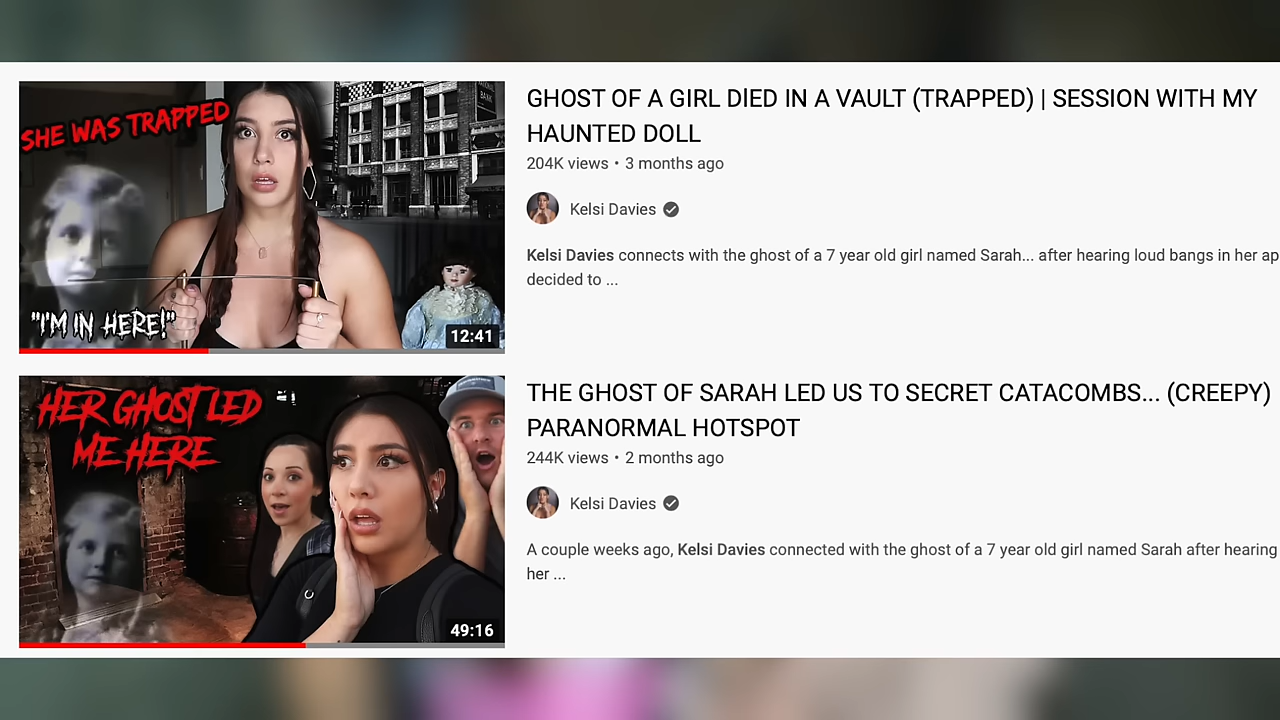 SHE WAS TRAPPED
"I'M IN HERE!"
12:41
GHOST OF A GIRL DIED IN A VAULT (TRAPPED) | SESSION WITH MY
HAUNTED DOLL
204K views • 3 months ago
Kelsi Davies
Kelsi Davies connects with the ghost of a 7 year old girl named Sarah... after hearing loud bangs in her ap
decided to ...
HER GHOST LED
ME HERE
49:16
THE GHOST OF SARAH LED US TO SECRET CATACOMBS... (CREEPY)
PARANORMAL HOTSPOT
244K views • 2 months ago
Kelsi Davies
A couple weeks ago, Kelsi Davies connected with the ghost of a 7 year old girl named Sarah after hearing
her ...